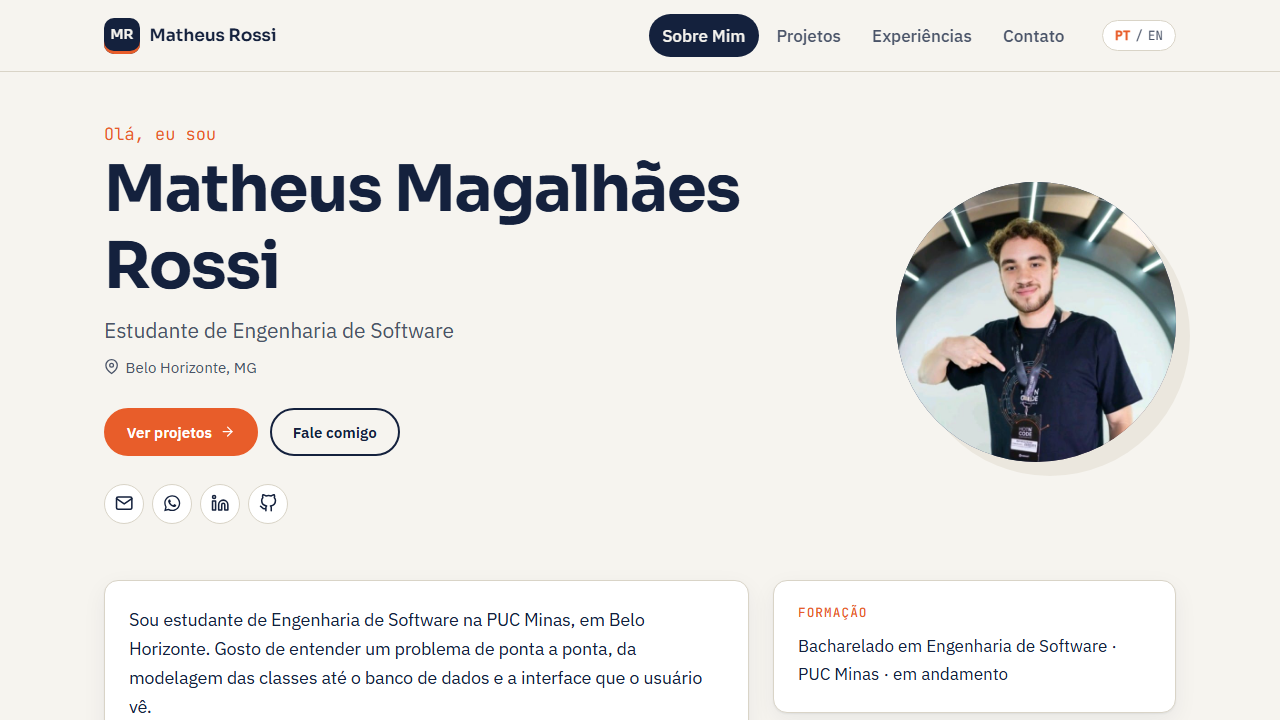 MR Matheus Rossi
Sobre Mim
Projetos
Experiências
Contato
PT / EN
Olá, eu sou
Matheus Magalhães
Rossi
Estudante de Engenharia de Software
Belo Horizonte, MG
Ver projetos
Fale comigo
Sou estudante de Engenharia de Software na PUC Minas, em Belo
Horizonte. Gosto de entender um problema de ponta a ponta, da
modelagem das classes até o banco de dados e a interface que o usuário
vê.
FORMAÇÃO
Bacharelado em Engenharia de Software ·
PUC Minas · em andamento